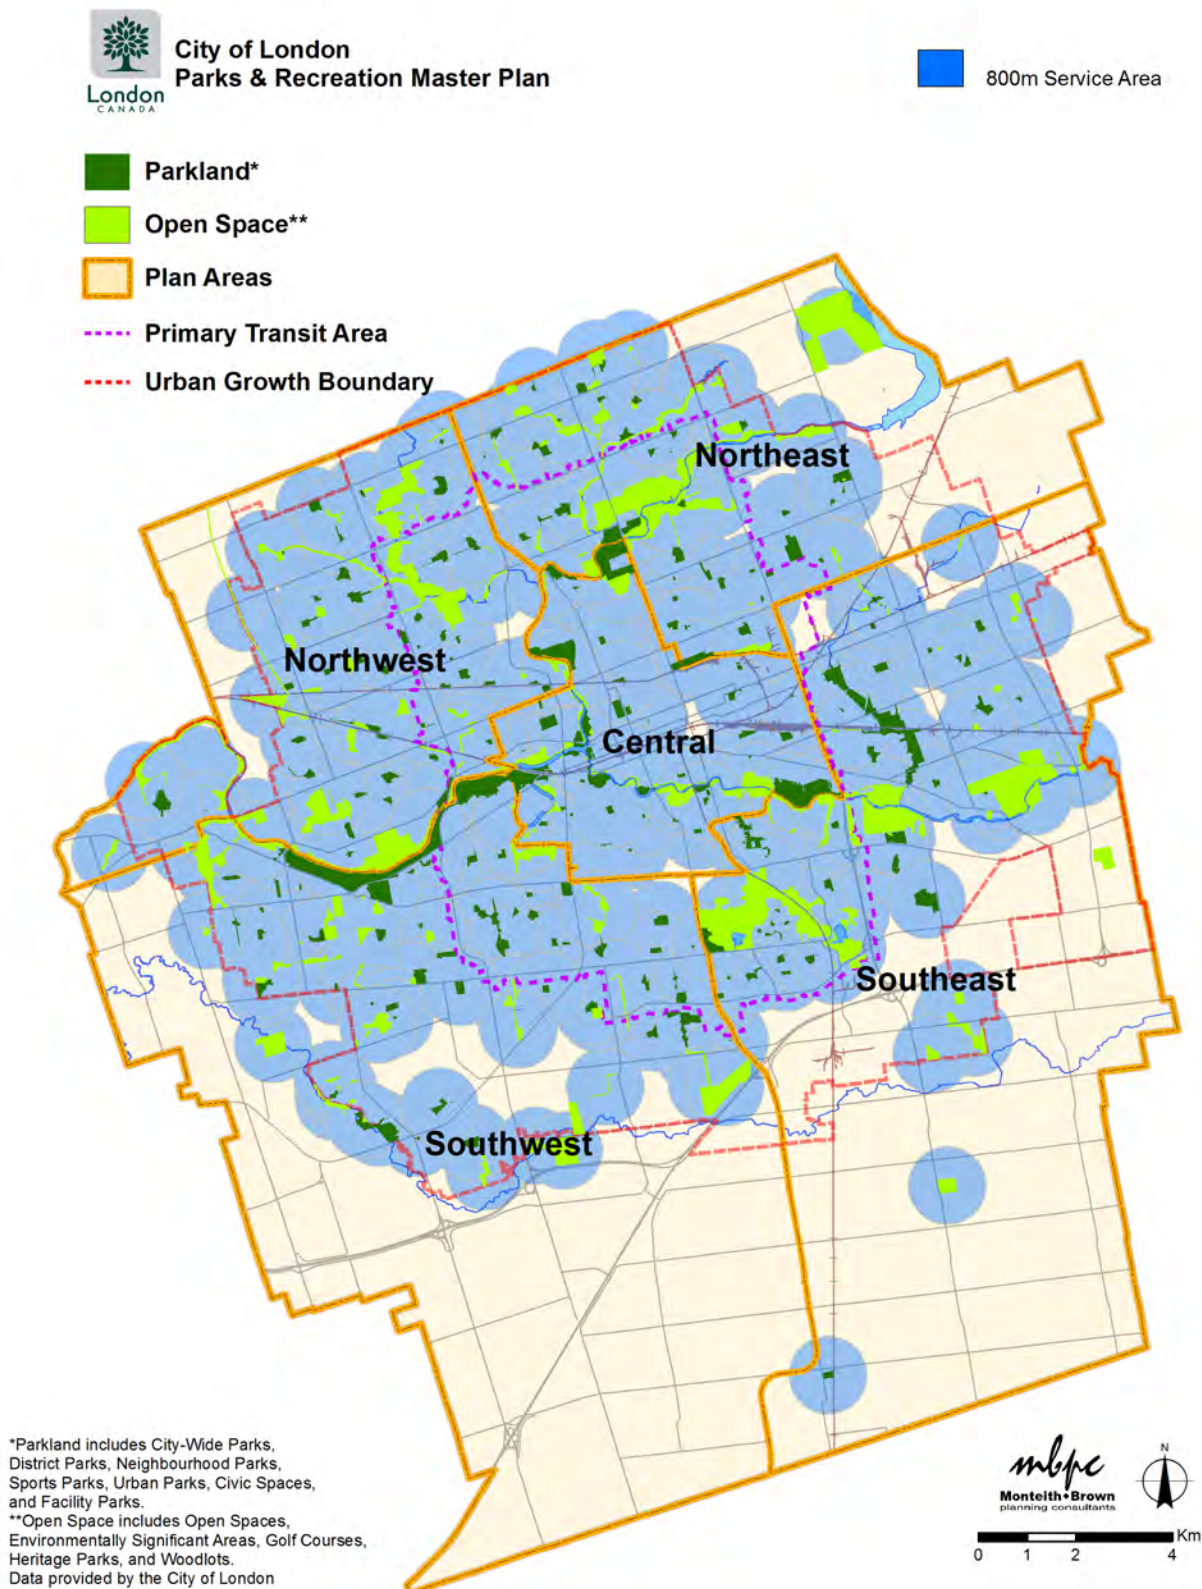 London
CANADA
City of London
Parks & Recreation Master Plan
800m Service Area
Parkland*
Open Space**
Plan Areas
Primary Transit Area
Urban Growth Boundary
Northeast
Northwest
Central
Southeast
Southwest
*Parkland includes City-Wide Parks,
District Parks, Neighbourhood Parks,
Sports Parks, Urban Parks, Civic Spaces,
and Facility Parks.
**Open Space includes Open Spaces,
Environmentally Significant Areas, Golf Courses,
Heritage Parks, and Woodlots.
Data provided by the City of London
mbpc
Monteith•Brown
planning consultants
N
Km
0 1 2 4